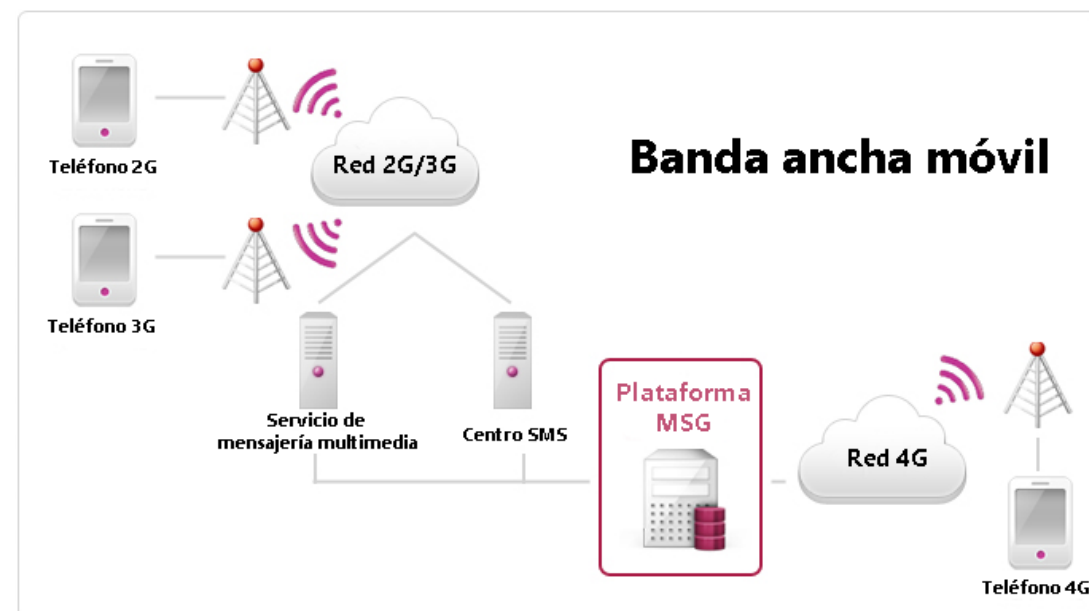 Teléfono 2G
Red 2G/3G
Banda ancha móvil
Teléfono 3G
Servicio de
mensajería multimedia
Centro SMS
Plataforma
MSG
Red 4G
Teléfono 4G